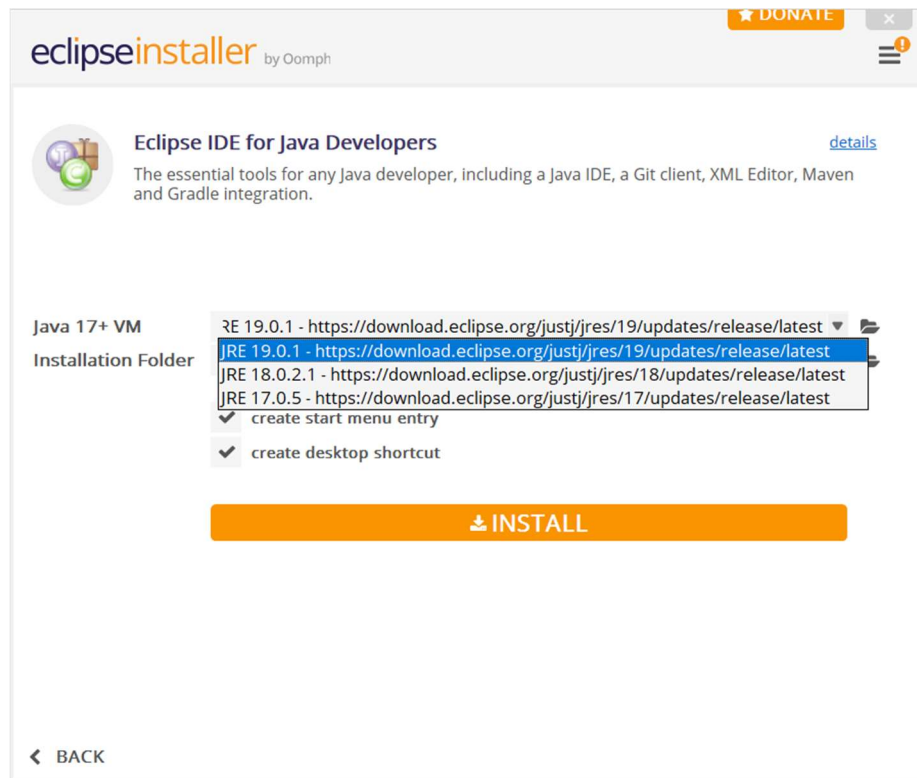 DONATE
eclipseinstaller by Oomph
Eclipse IDE for Java Developers
details
The essential tools for any Java developer, including a Java IDE, a Git client, XML Editor, Maven
and Gradle integration.
Java 17+ VM
RE 19.0.1 - https://download.eclipse.org/justj/jres/19/updates/release/latest
JRE 19.0.1 - https://download.eclipse.org/justj/jres/19/updates/release/latest
Installation Folder
JRE 18.0.2.1 - https://download.eclipse.org/justj/jres/18/updates/release/latest
JRE 17.0.5 - https://download.eclipse.org/justj/jres/17/updates/release/latest
create start menu entry
create desktop shortcut
INSTALL
BACK